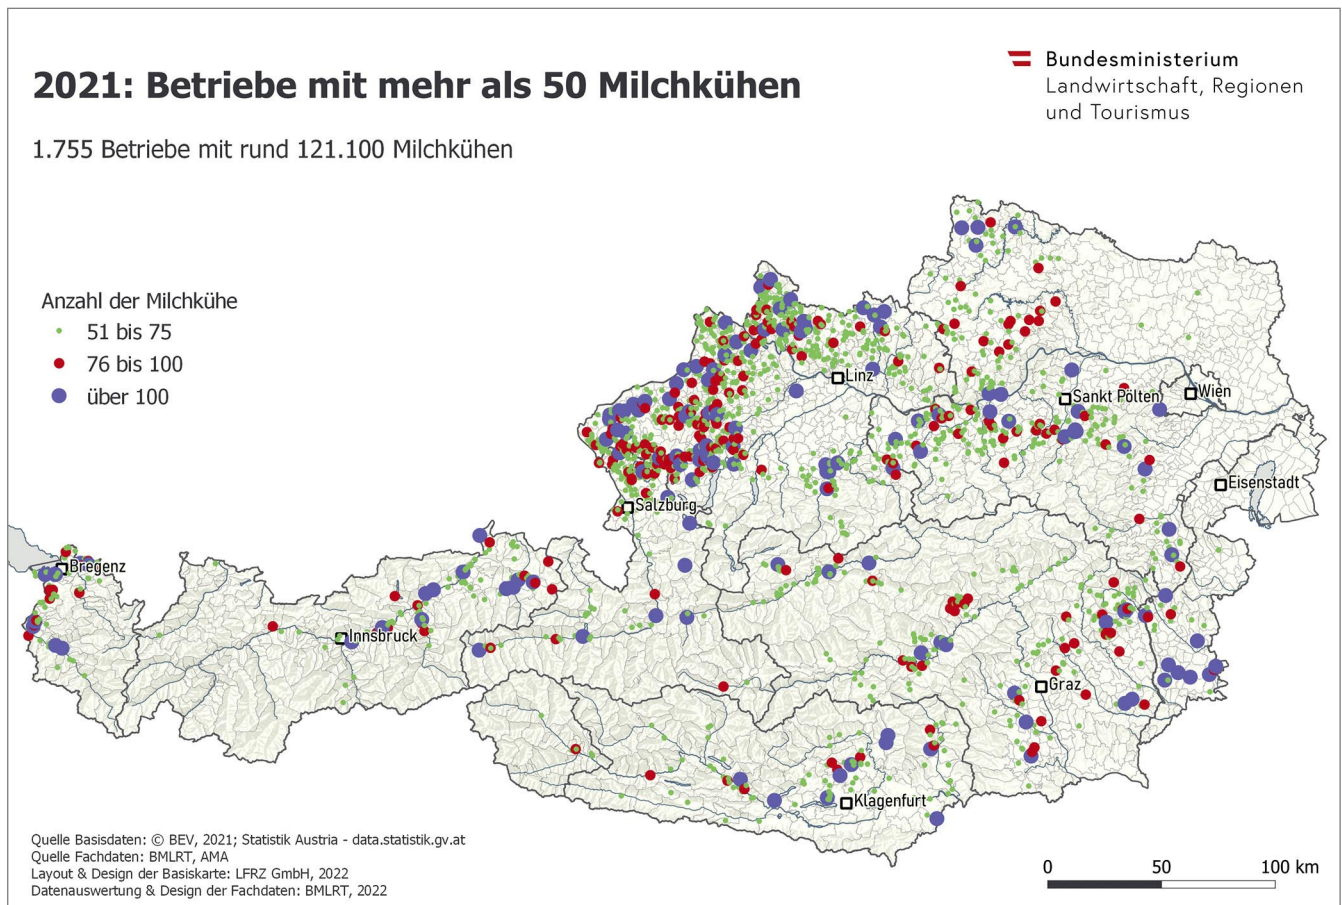 2021: Betriebe mit mehr als 50 Milchkühen
1.755 Betriebe mit rund 121.100 Milchkühen
Bundesministerium
Landwirtschaft, Regionen
und Tourismus
Anzahl der Milchkühe
51 bis 75
76 bis 100
über 100
Linz
Sankt Pölten
Wien
Eisenstadt
Salzburg
Bregenz
Innsbruck
Graz
Klagenfurt
Quelle Basisdaten: © BEV, 2021; Statistik Austria - data.statistik.gv.at
Quelle Fachdaten: BMLRT, AMA
Layout & Design der Basiskarte: LFRZ GmbH, 2022
Datenauswertung & Design der Fachdaten: BMLRT, 2022
0 50 100 km